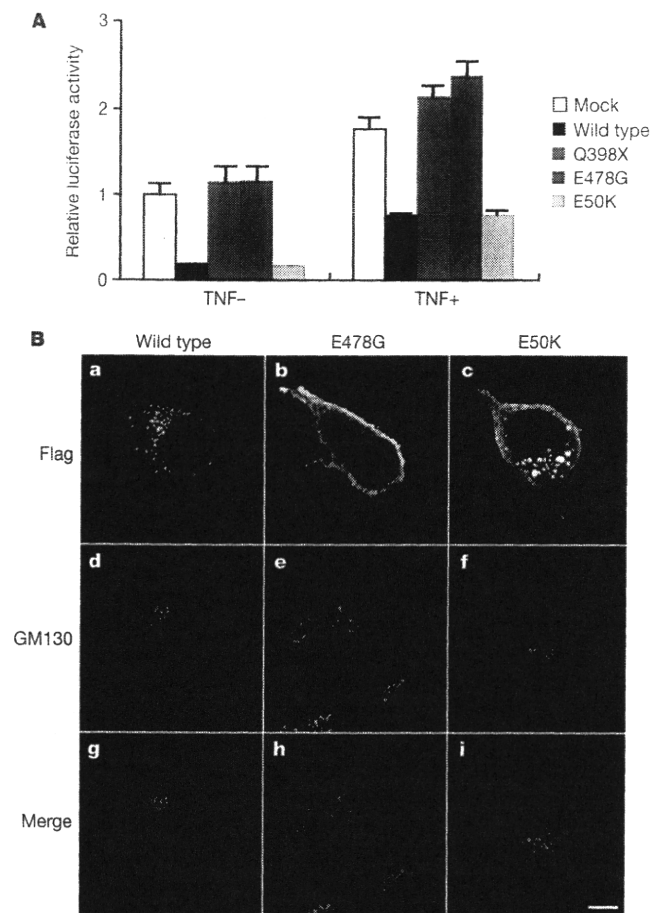 A
Relative luciferase activity
3
2
1
0
TNF–
TNF+
Mock
Wild type
Q398X
E478G
E50K
B
Wild type
E478G
E50K
Flag
a
b
c
GM130
d
e
f
Merge
g
h
i